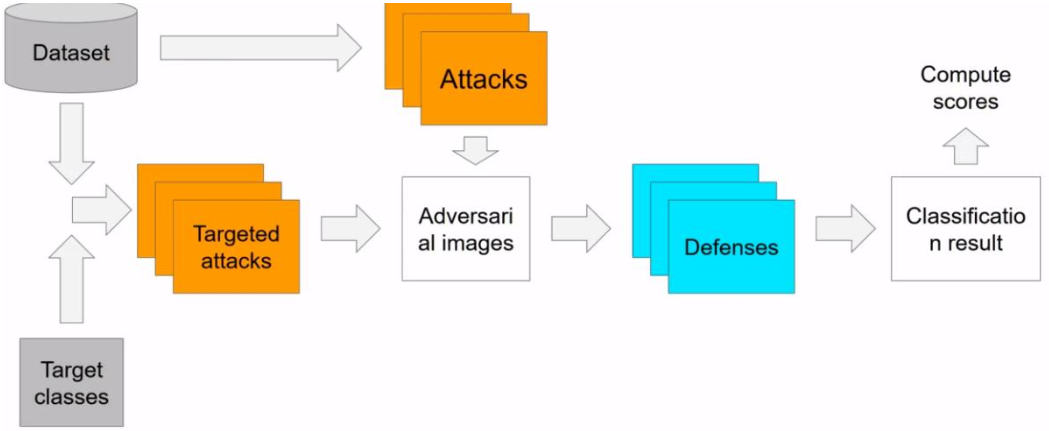 Dataset
Attacks
Compute
scores
Targeted
attacks
Adversari
al images
Defenses
Classificatio
n result
Target
classes